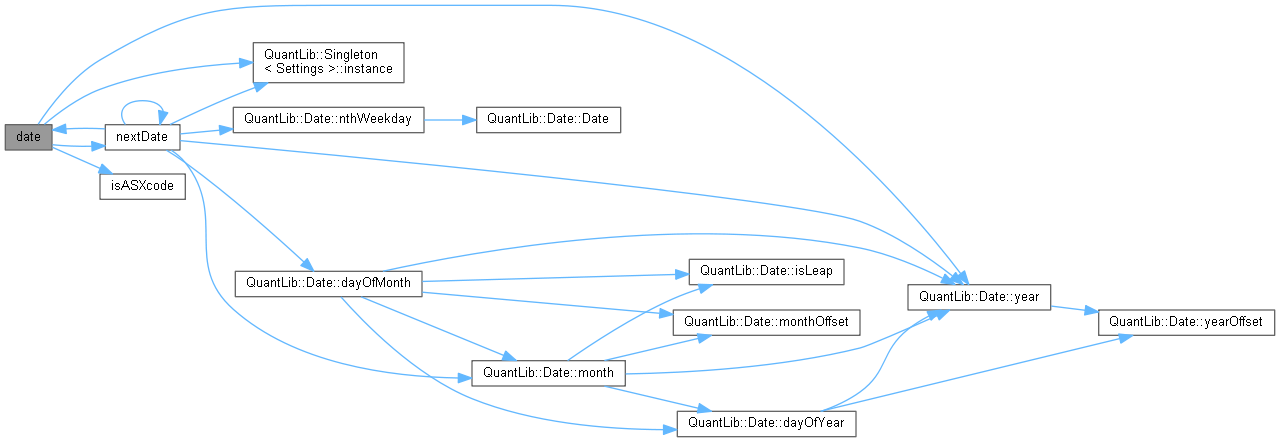 QuantLib::Singleton
< Settings >::instance
QuantLib::Date::nthWeekday
QuantLib::Date::Date
date
nextDate
isASXcode
QuantLib::Date::dayOfMonth
QuantLib::Date::isLeap
QuantLib::Date::year
QuantLib::Date::monthOffset
QuantLib::Date::yearOffset
QuantLib::Date::month
QuantLib::Date::dayOfYear